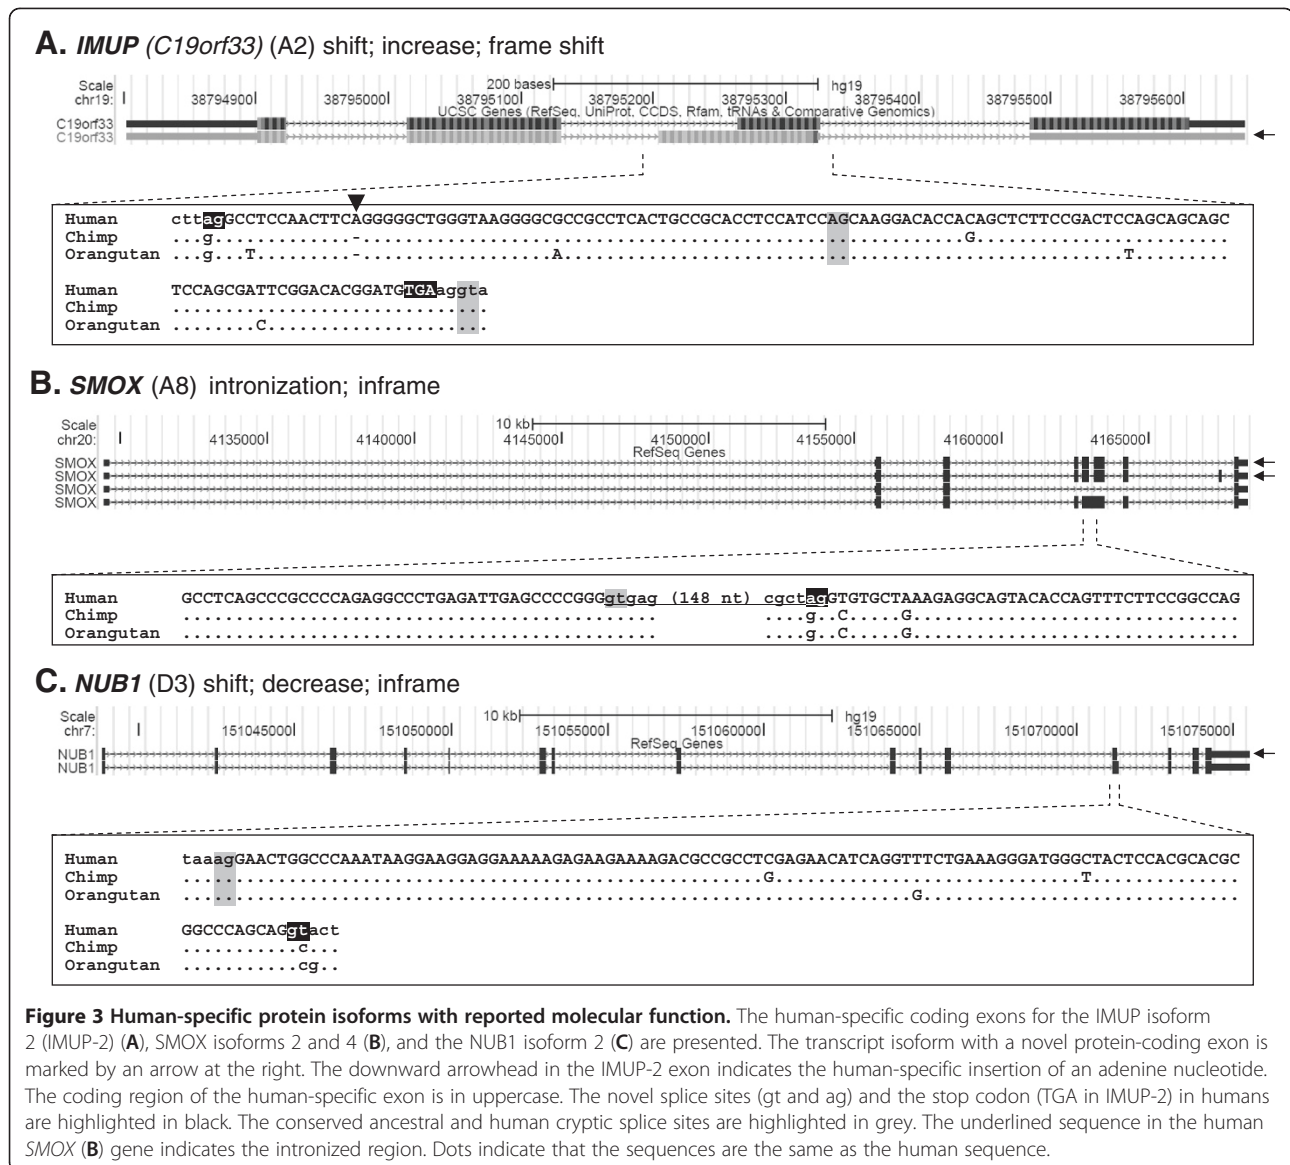 A. IMUP (C19orf33) (A2) shift; increase; frame shift
Scale 200 bases hg19
chr19: 38794900 38795000 38795100 38795200 38795300 38795400 38795500 38795600
UCSC Genes (RefSeq, UniProt, CCDS, Rfam, tRNAs & Comparative Genomics)
C19orf33
C19orf33
Human cttagGCCTCCAACTTCAGGGGGCTGGGTAAGGGGCGCCGCCTCACTGCCGCACCTCCATCCAGCAAGGACACCACAGCTCTTCCGACTCCAGCAGCAGC
Chimp ...g.............-.........................................................G........................
Orangutan ...g...T.........-..................A.....................................................T.........
Human TCCAGCGATTCGGACACGGATGTGAaggta
Chimp ..............................
Orangutan ........C.....................
B. SMOX (A8) intronization; inframe
Scale 10 kb
chr20: 4135000 4140000 4145000 4150000 4155000 4160000 4165000
RefSeq Genes
SMOX
SMOX
SMOX
SMOX
Human GCCTCAGCCCGCCCCAGAGGCCCTGAGATTGAGCCCCGGGgtgag (148 nt) cgctagGTGTGCTAAAGAGGCAGTACACCAGTTTCTTCCGGCCAG
Chimp ............................................. ....g..C.....G...............................
Orangutan ............................................. ....g..C.....G...............................
C. NUB1 (D3) shift; decrease; inframe
Scale 10 kb hg19
chr7: 151045000 151050000 151055000 151060000 151065000 151070000 151075000
RefSeq Genes
NUB1
NUB1
Human taaagGAACTGGCCCAAATAAGGAAGGAGGAAAAAGAGAAGAAAAGACGCCGCCTCGAGAACATCAGGTTTCTGAAAGGGATGGGCTACTCCACGCACGC
Chimp .......................................................G.............................T..............
Orangutan .....................................................................G..............................
Human GGCCCAGCAGgtact
Chimp ...........c...
Orangutan ...........cg..
Figure 3 Human-specific protein isoforms with reported molecular function. The human-specific coding exons for the IMUP isoform
2 (IMUP-2) (A), SMOX isoforms 2 and 4 (B), and the NUB1 isoform 2 (C) are presented. The transcript isoform with a novel protein-coding exon is
marked by an arrow at the right. The downward arrowhead in the IMUP-2 exon indicates the human-specific insertion of an adenine nucleotide.
The coding region of the human-specific exon is in uppercase. The novel splice sites (gt and ag) and the stop codon (TGA in IMUP-2) in humans
are highlighted in black. The conserved ancestral and human cryptic splice sites are highlighted in grey. The underlined sequence in the human
SMOX (B) gene indicates the intronized region. Dots indicate that the sequences are the same as the human sequence.